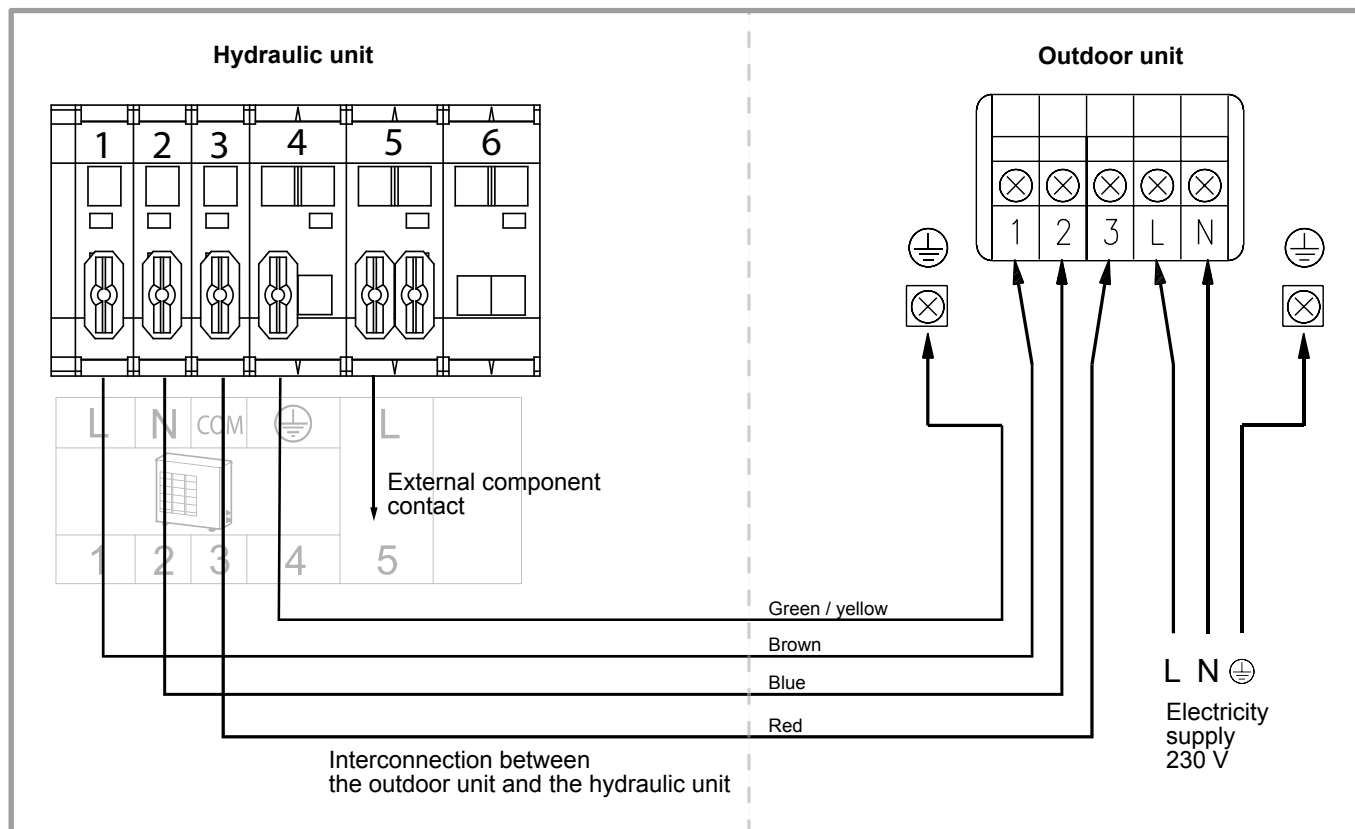 Hydraulic unit
Outdoor unit
1 2 3 4 5 6
1 2 3 L N
L N COM L
External component
contact
1 2 3 4 5
Green / yellow
Brown
Blue
Red
L N
Electricity
supply
230 V
Interconnection between
the outdoor unit and the hydraulic unit